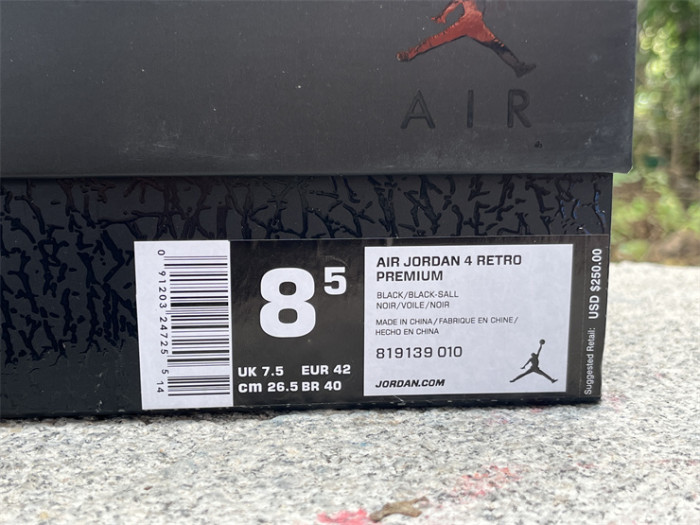 AIR
0 91203 24725 5 14
8 5
UK 7.5 EUR 42
cm 26.5 BR 40
AIR JORDAN 4 RETRO
PREMIUM
BLACK/BLACK-SALL
NOIR/VOILE/NOIR
MADE IN CHINA/FABRIQUE EN CHINE/
HECHO EN CHINA
819139 010
JORDAN.COM
Suggested Retail: USD $250.00